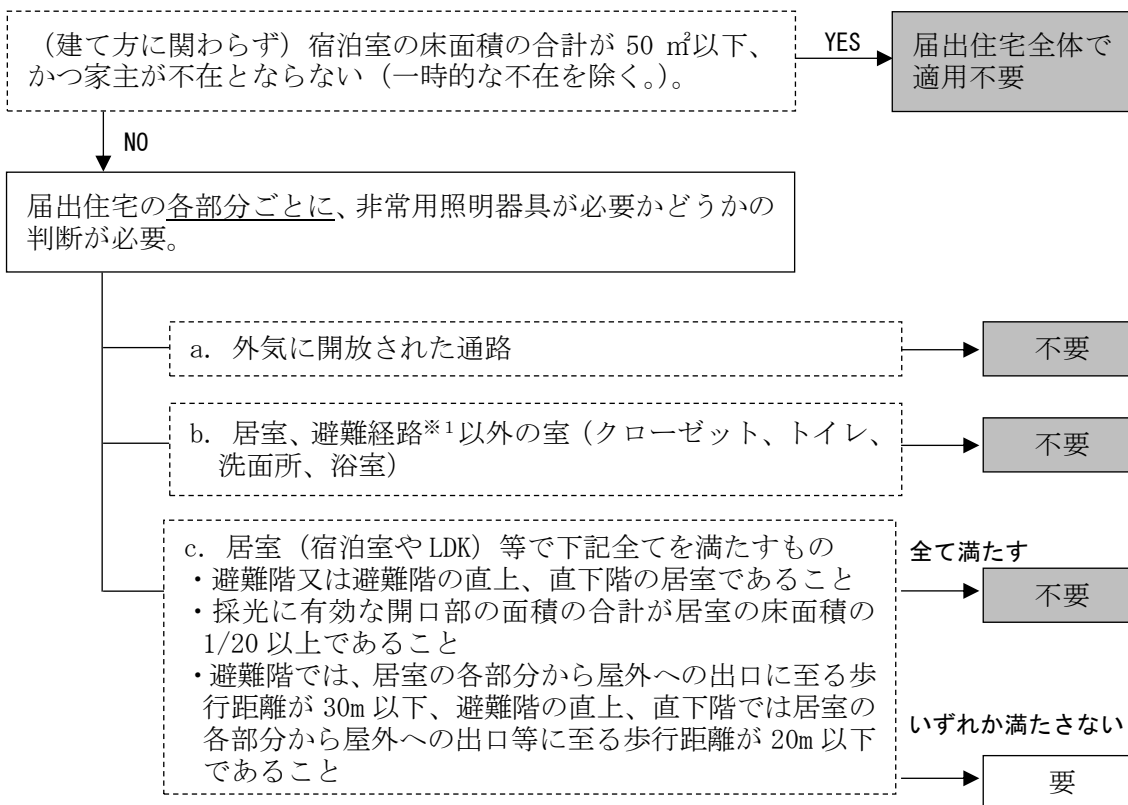 （建て方に関わらず）宿泊室の床面積の合計が 50 ㎡以下、
かつ家主が不在とならない（一時的な不在を除く。）。
YES
届出住宅全体で
適用不要
NO
届出住宅の各部分ごとに、非常用照明器具が必要かどうかの
判断が必要。
a. 外気に開放された通路
不要
b. 居室、避難経路※1以外の室（クローゼット、トイレ、
洗面所、浴室）
不要
c. 居室（宿泊室や LDK）等で下記全てを満たすもの
・避難階又は避難階の直上、直下階の居室であること
・採光に有効な開口部の面積の合計が居室の床面積の
1/20 以上であること
・避難階では、居室の各部分から屋外への出口に至る歩
行距離が 30m 以下、避難階の直上、直下階では居室の
各部分から屋外への出口等に至る歩行距離が 20m 以下
であること
全て満たす
不要
いずれか満たさない
要